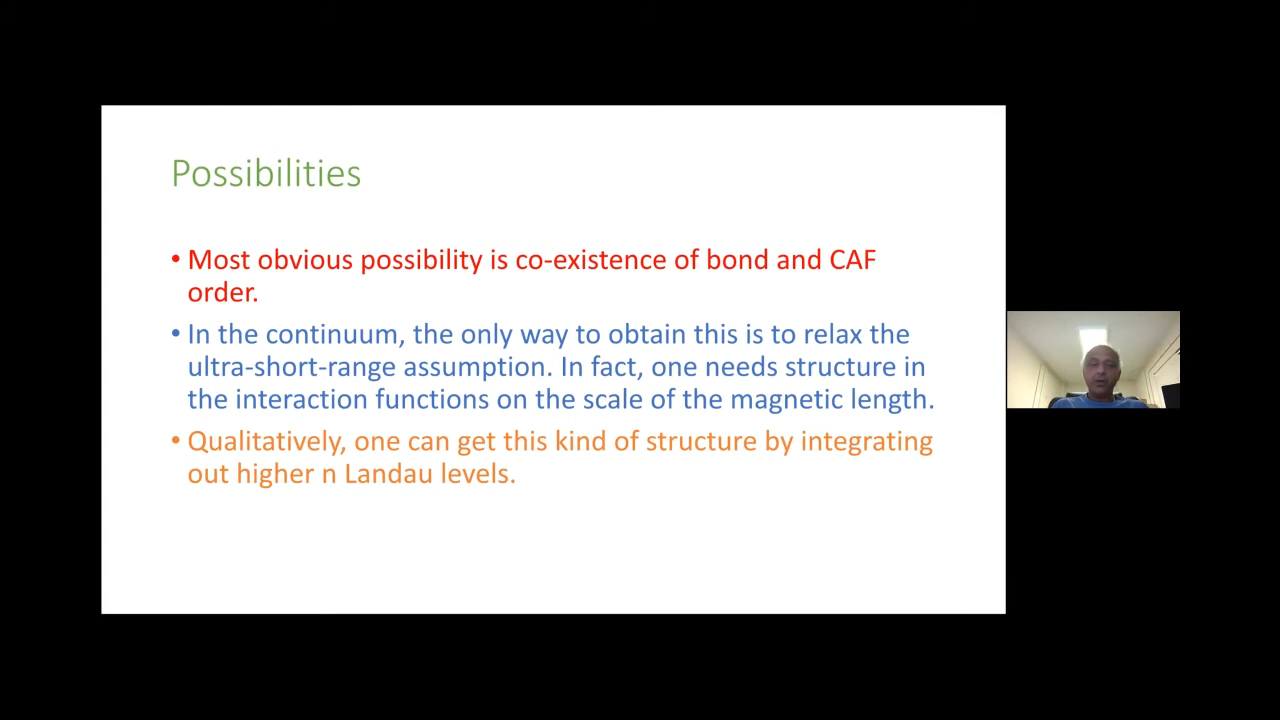 Possibilities
• Most obvious possibility is co-existence of bond and CAF
order.
• In the continuum, the only way to obtain this is to relax the
ultra-short-range assumption. In fact, one needs structure in
the interaction functions on the scale of the magnetic length.
• Qualitatively, one can get this kind of structure by integrating
out higher n Landau levels.